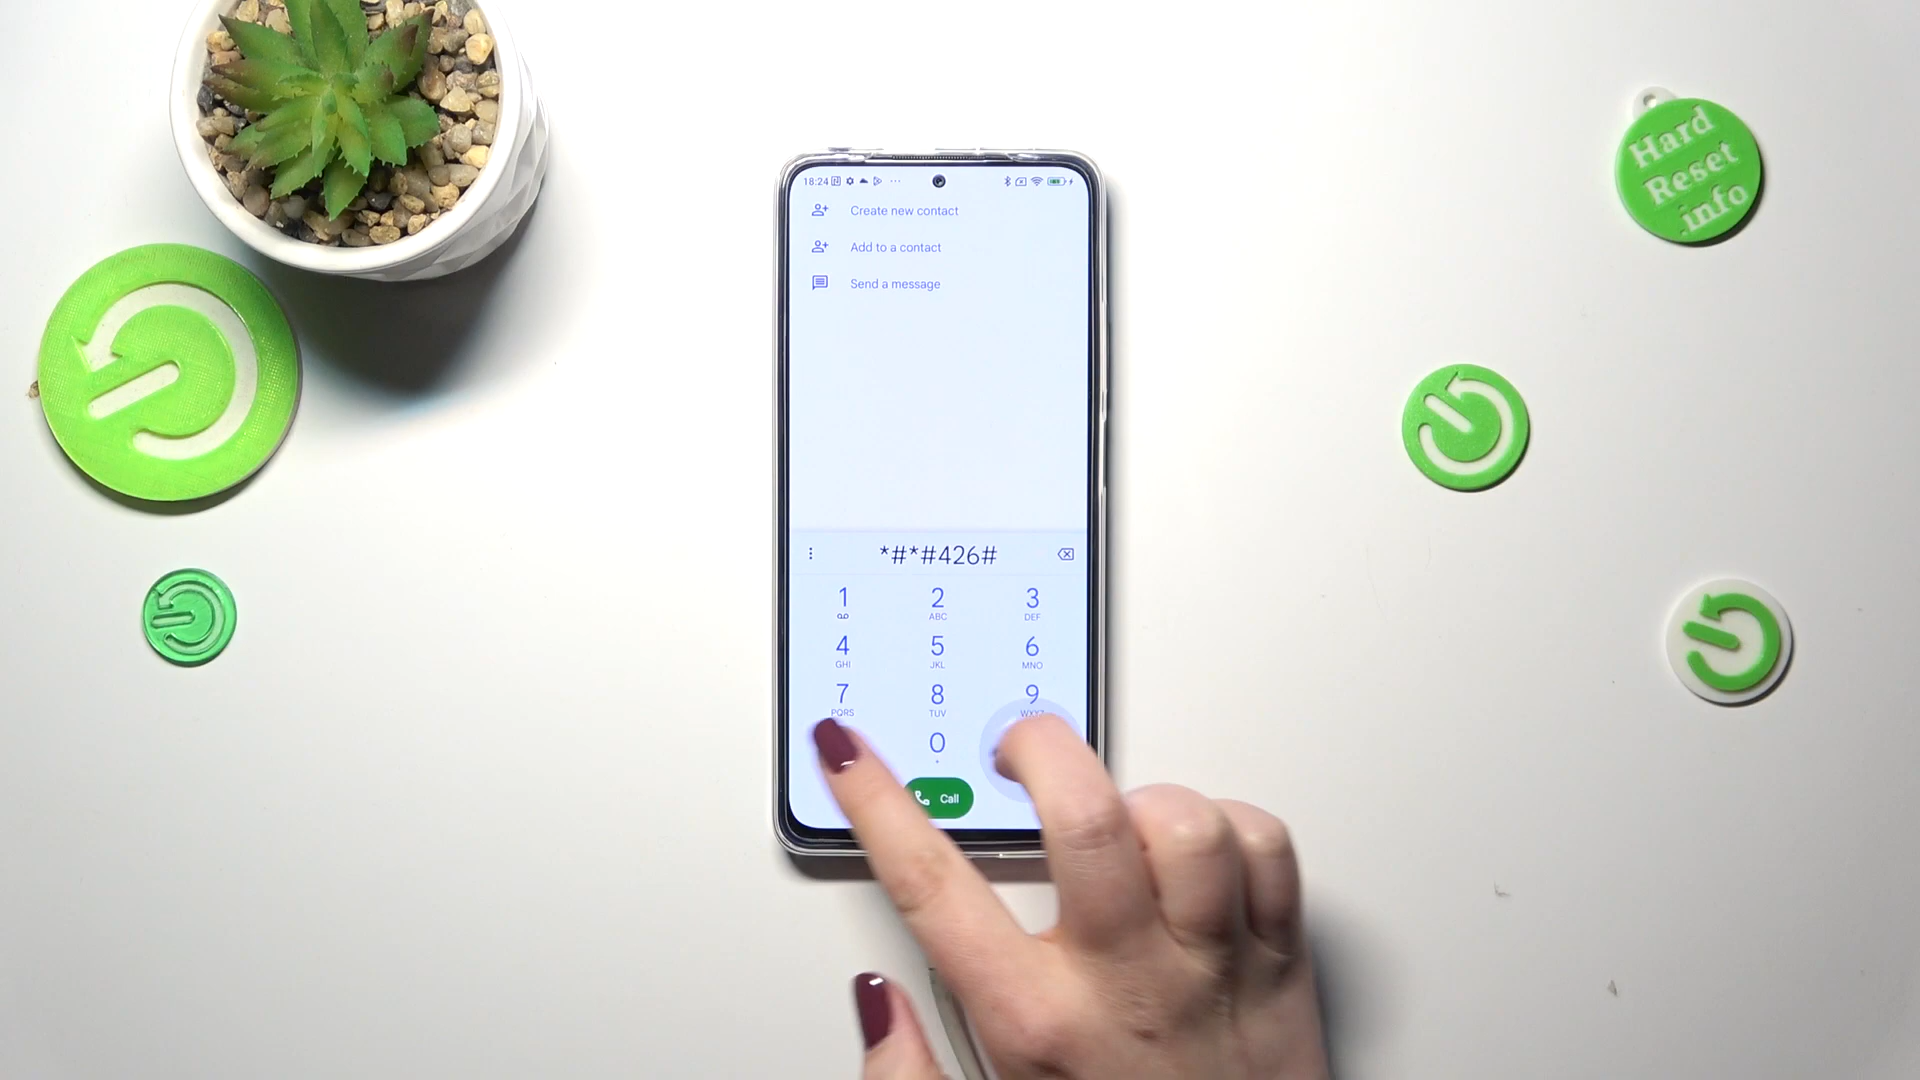 18:24
Create new contact
Add to a contact
Send a message
*#*#426#
1
2
ABC
3
DEF
4
GHI
5
JKL
6
MNO
7
PQRS
8
TUV
9
WXYZ
0
+
Call
Hard
Reset
.info